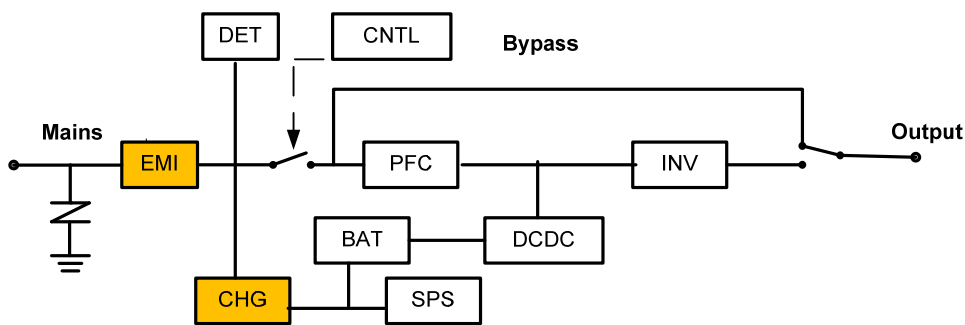 DET
CNTL
Bypass
Mains
Output
EMI
PFC
INV
BAT
DCDC
CHG
SPS